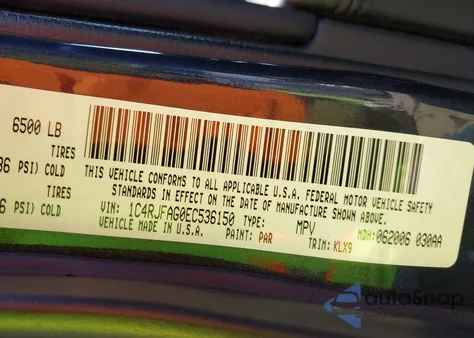 6500 LB
TIRES
36 PSI) COLD
TIRES
6 PSI) COLD
THIS VEHICLE CONFORMS TO ALL APPLICABLE U.S.A. FEDERAL MOTOR VEHICLE SAFETY
STANDARDS IN EFFECT ON THE DATE OF MANUFACTURE SHOWN ABOVE.
VIN: 1C4RJFAG0EC536150 TYPE: MPV MDH: 062006 030AA
VEHICLE MADE IN U.S.A. PAINT: PAR TRIM: KLX9
autoSnap